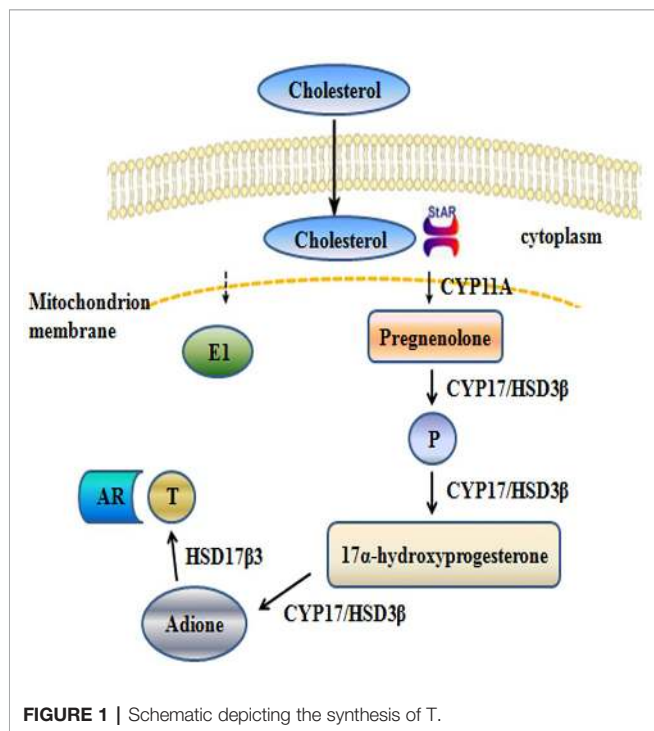 Cholesterol
Cholesterol
StAR
cytoplasm
Mitochondrion
membrane
CYP11A
E1
Pregnenolone
CYP17/HSD3β
P
CYP17/HSD3β
AR
T
HSD17β3
17α-hydroxyprogesterone
CYP17/HSD3β
Adione
FIGURE 1 | Schematic depicting the synthesis of T.